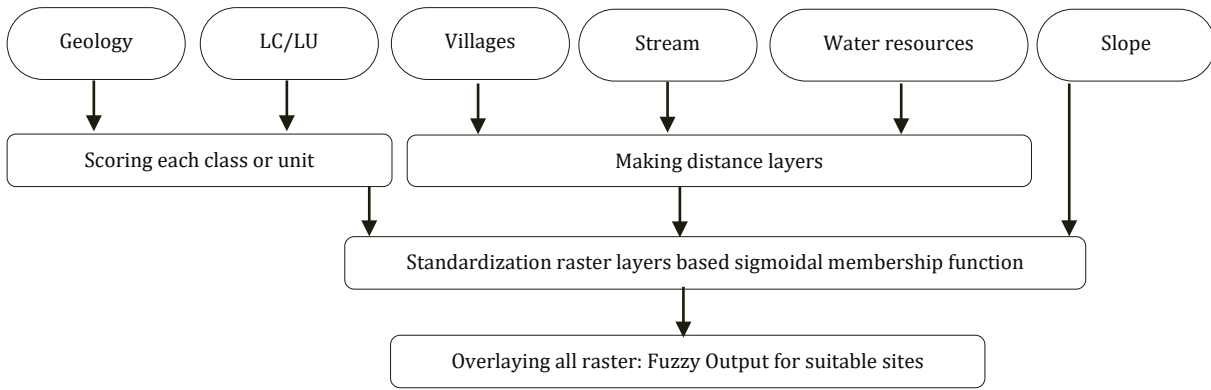 Geology
LC/LU
Villages
Stream
Water resources
Slope
Scoring each class or unit
Making distance layers
Standardization raster layers based sigmoidal membership function
Overlaying all raster: Fuzzy Output for suitable sites